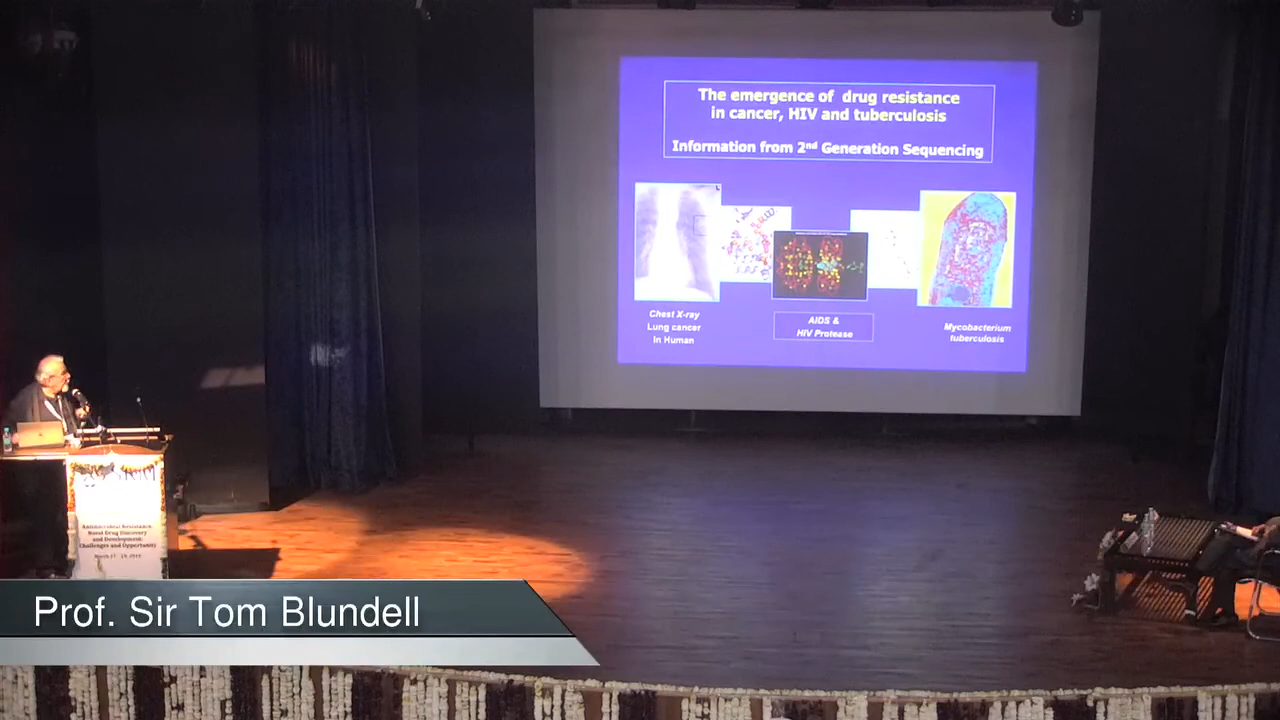 The emergence of drug resistance
in cancer, HIV and tuberculosis
Information from 2nd Generation Sequencing
Chest X-ray
Lung cancer
In Human
AIDS &
HIV Protease
Mycobacterium
tuberculosis
Antimicrobial Resistance
Novel Drug Discovery
and Development:
Challenges and Opportunity
Prof. Sir Tom Blundell